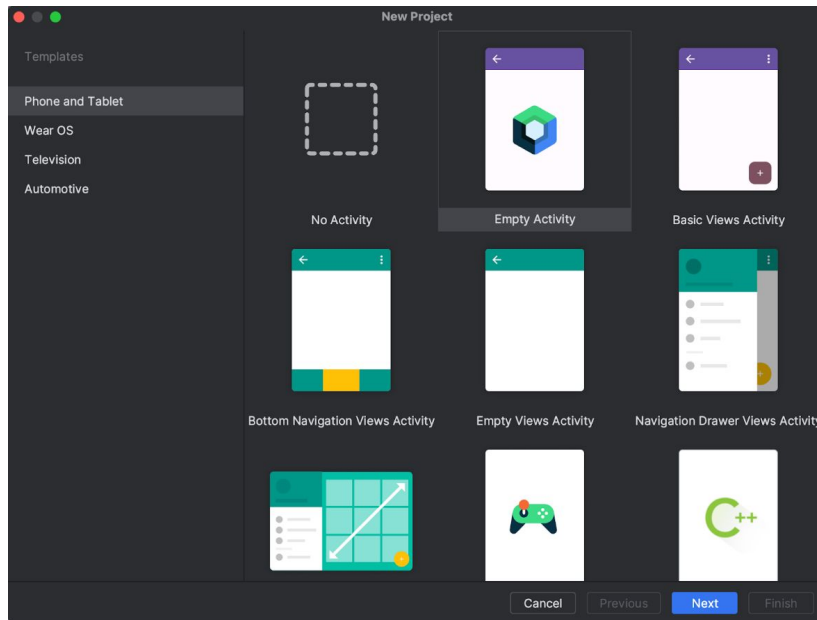 New Project
Templates
Phone and Tablet
Wear OS
Television
Automotive
No Activity
Empty Activity
Basic Views Activity
Bottom Navigation Views Activity
Empty Views Activity
Navigation Drawer Views Activity
C++
Cancel
Previous
Next
Finish